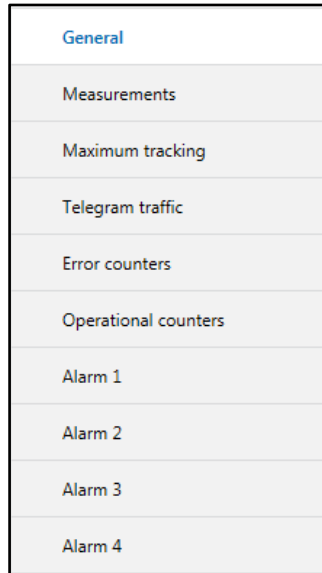 General
Measurements
Maximum tracking
Telegram traffic
Error counters
Operational counters
Alarm 1
Alarm 2
Alarm 3
Alarm 4